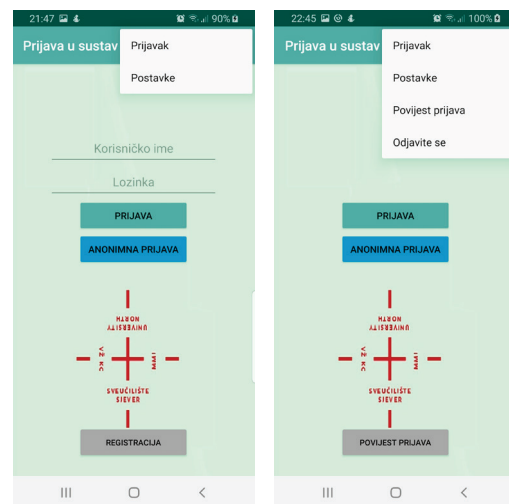 21:47
90%
Prijava u sustav
Prijavak
Postavke
Korisničko ime
Lozinka
PRIJAVA
ANONIMNA PRIJAVA
UNIVERSITY
NORTH
VŽ KC
SVEUČILIŠTE
SJEVER
REGISTRACIJA
22:45
100%
Prijava u sustav
Prijavak
Postavke
Povijest prijava
Odjavite se
PRIJAVA
ANONIMNA PRIJAVA
UNIVERSITY
NORTH
VŽ KC
SVEUČILIŠTE
SJEVER
POVIJEST PRIJAVA